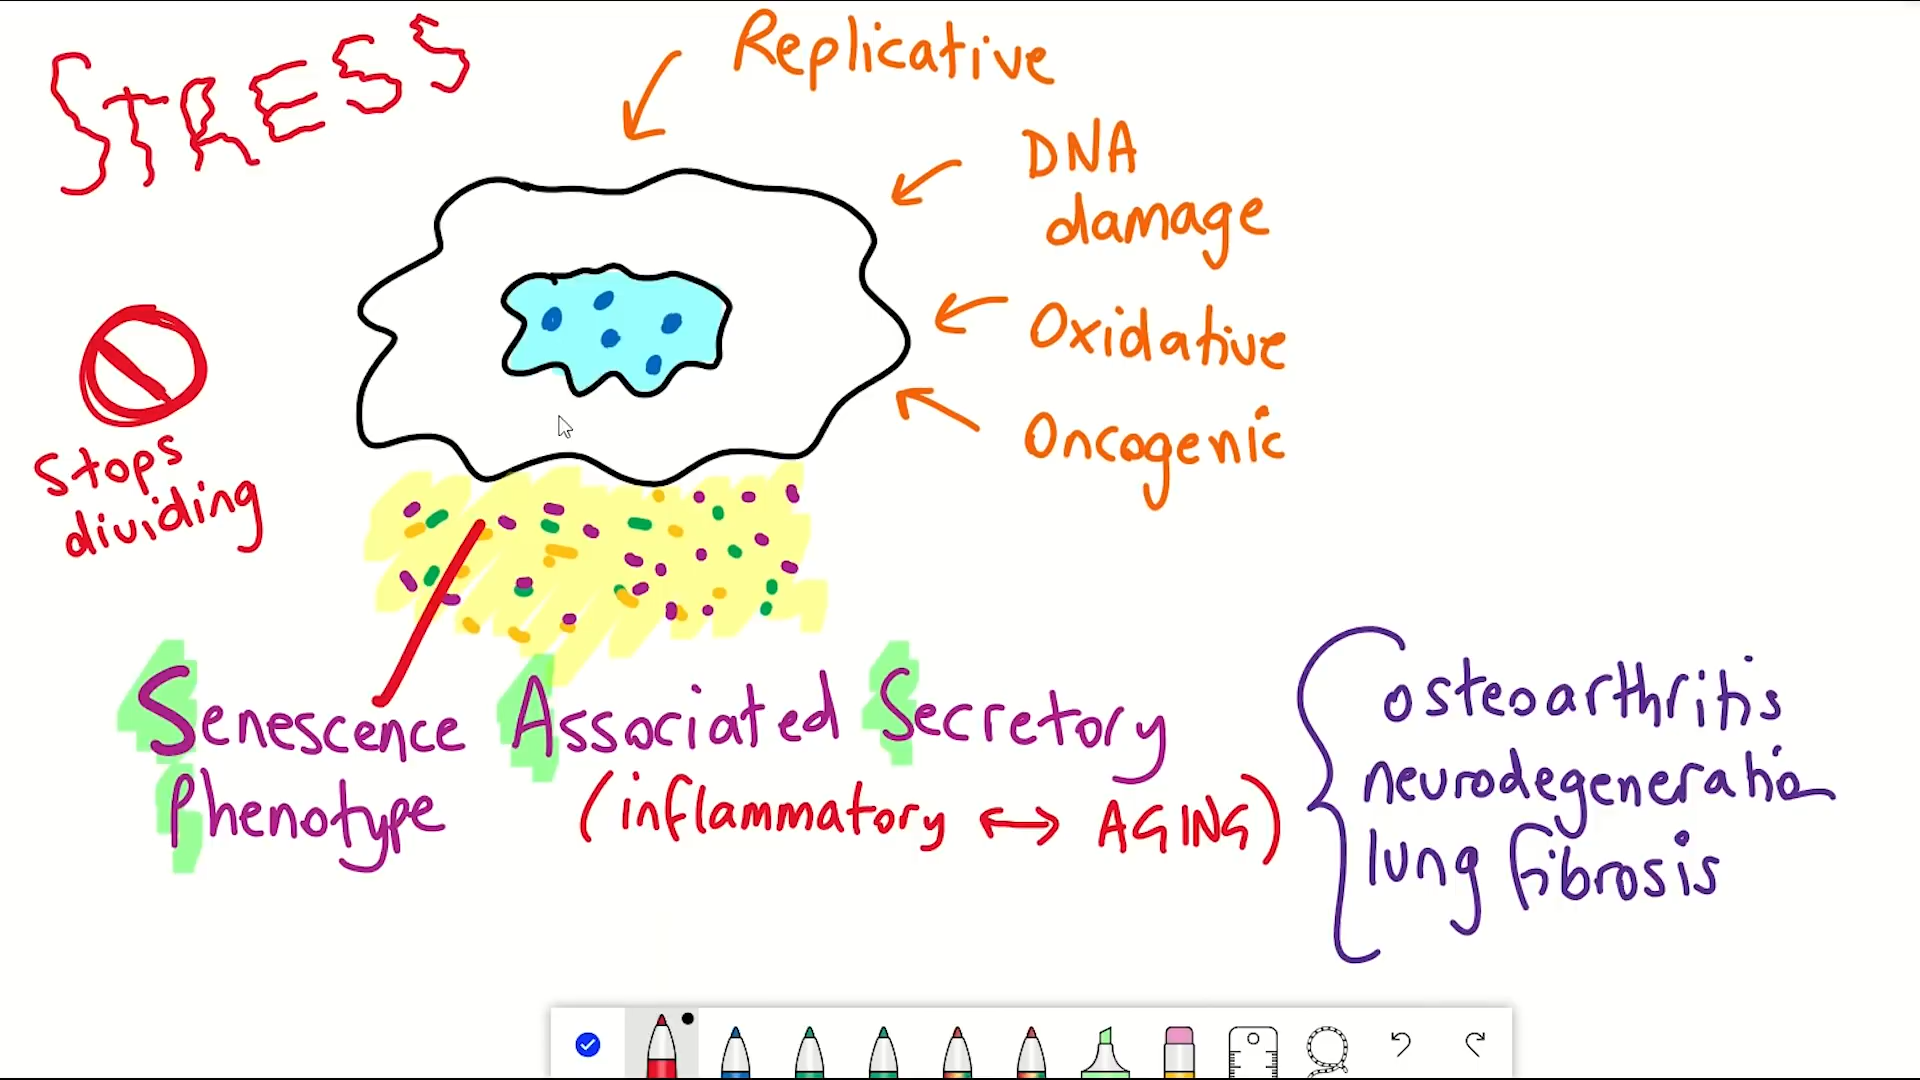 STRESS
Replicative
DNA
damage
Oxidative
Oncogenic
Stops
dividing
Senescence Associated Secretory
Phenotype
(inflammatory ↔ AGING)
osteoarthritis
neurodegeneration
lung fibrosis